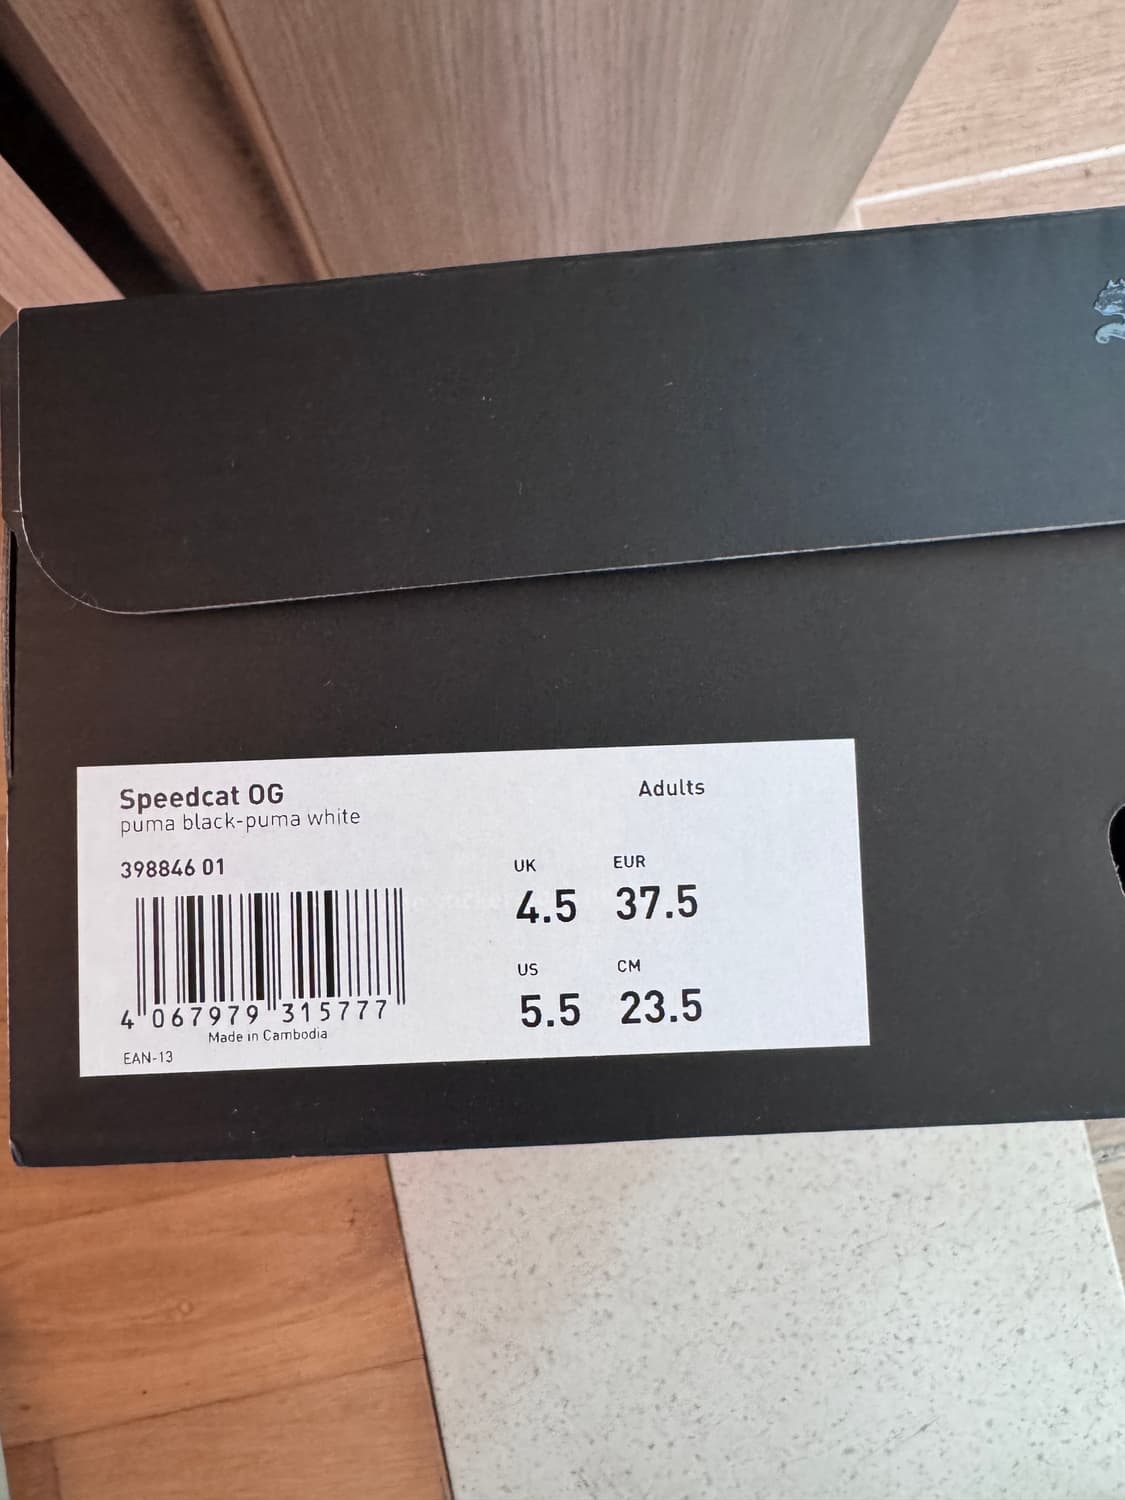 Speedcat OG
puma black-puma white
Adults
398846 01
UK
EUR
4.5
37.5
US
CM
5.5
23.5
4 067979 315777
Made in Cambodia
EAN-13